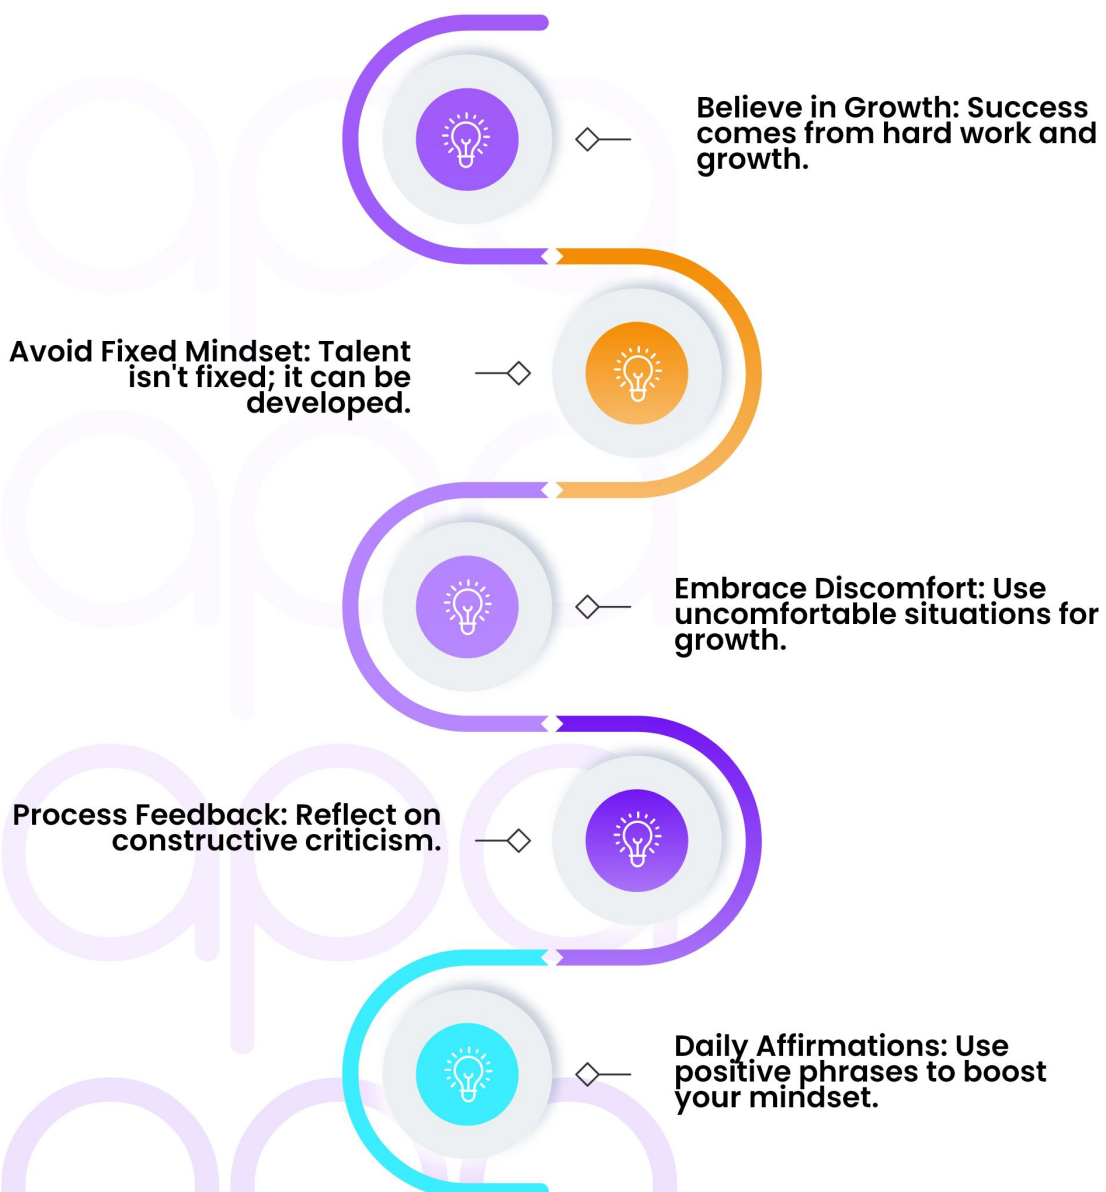 Believe in Growth: Success
comes from hard work and
growth.
Avoid Fixed Mindset: Talent
isn't fixed; it can be
developed.
Embrace Discomfort: Use
uncomfortable situations for
growth.
Process Feedback: Reflect on
constructive criticism.
Daily Affirmations: Use
positive phrases to boost
your mindset.